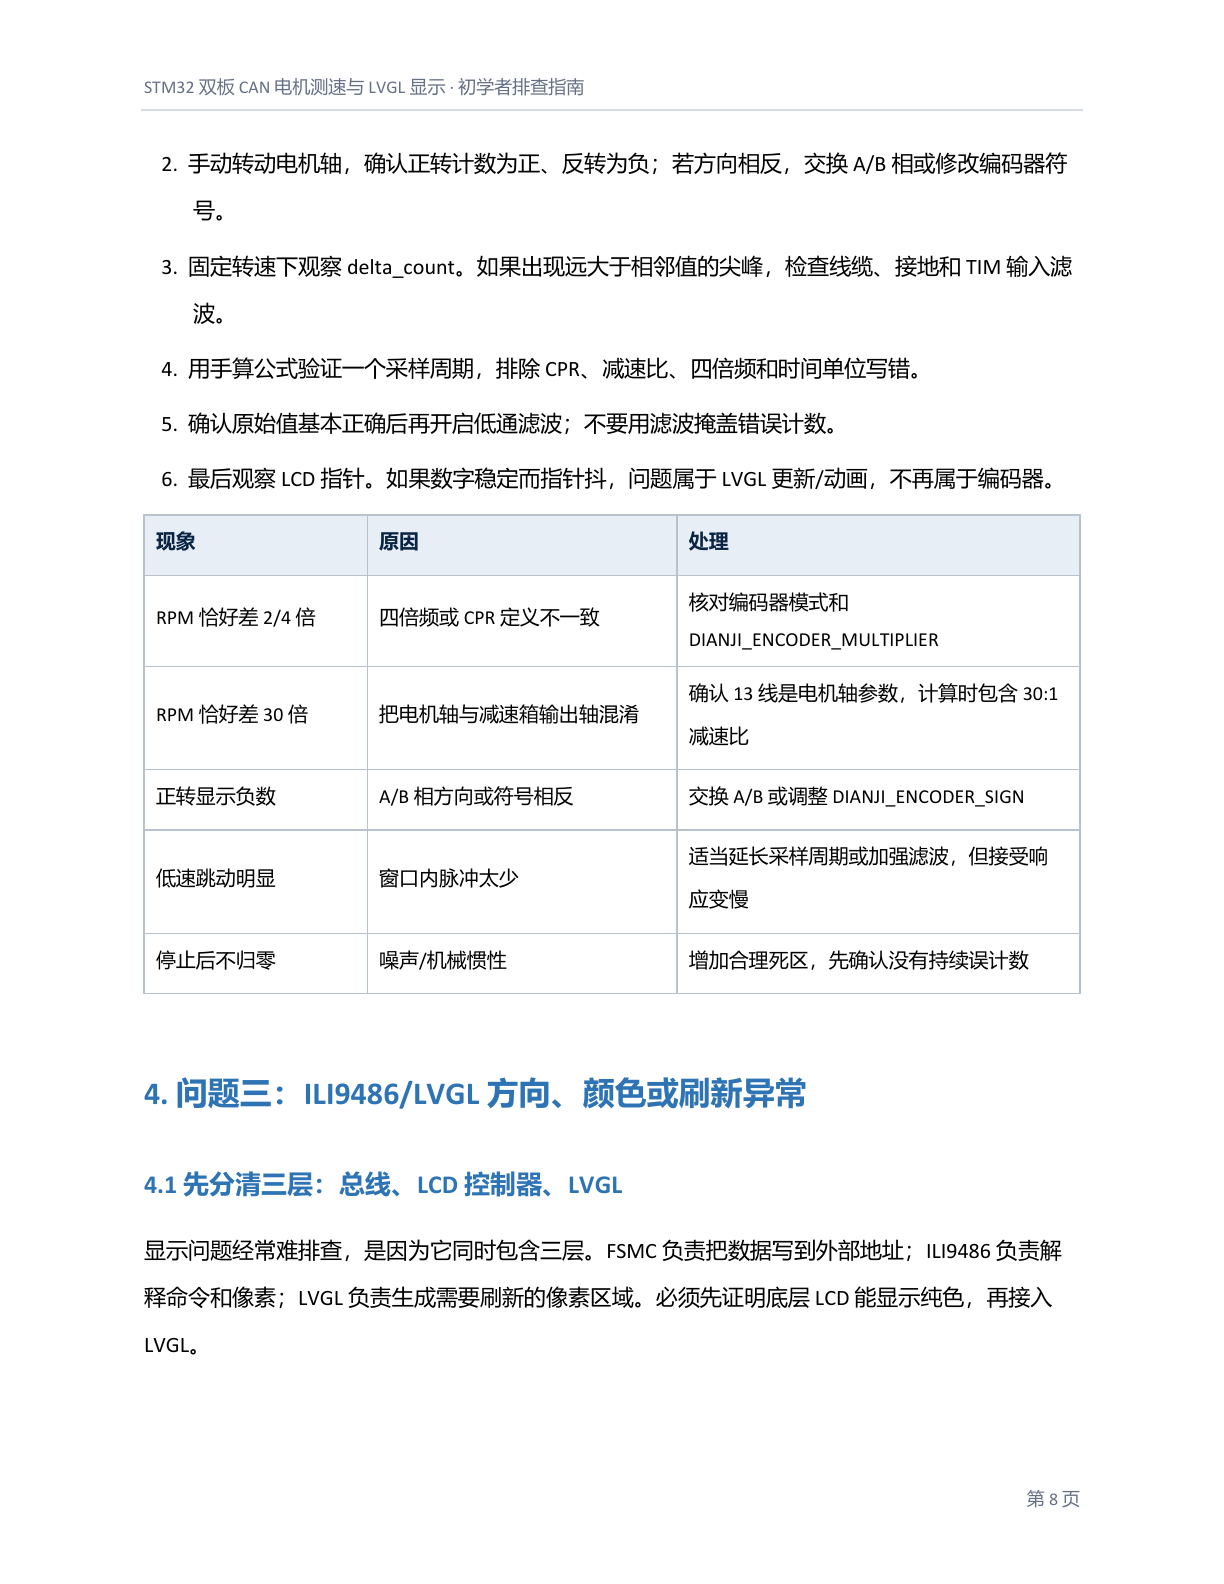 STM32 双板 CAN 电机测速与 LVGL 显示 · 初学者排查指南
2. 手动转动电机轴，确认正转计数为正、反转为负；若方向相反，交换 A/B 相或修改编码器符
号。
3. 固定转速下观察 delta_count。如果出现远大于相邻值的尖峰，检查线缆、接地和 TIM 输入滤
波。
4. 用手算公式验证一个采样周期，排除 CPR、减速比、四倍频和时间单位写错。
5. 确认原始值基本正确后再开启低通滤波；不要用滤波掩盖错误计数。
6. 最后观察 LCD 指针。如果数字稳定而指针抖，问题属于 LVGL 更新/动画，不再属于编码器。
现象 原因 处理
RPM 恰好差 2/4 倍 四倍频或 CPR 定义不一致 核对编码器模式和
DIANJI_ENCODER_MULTIPLIER
RPM 恰好差 30 倍 把电机轴与减速箱输出轴混淆 确认 13 线是电机轴参数，计算时包含 30:1
减速比
正转显示负数 A/B 相方向或符号相反 交换 A/B 或调整 DIANJI_ENCODER_SIGN
低速跳动明显 窗口内脉冲太少 适当延长采样周期或加强滤波，但接受响
应变慢
停止后不归零 噪声/机械惯性 增加合理死区，先确认没有持续误计数
4. 问题三：ILI9486/LVGL 方向、颜色或刷新异常
4.1 先分清三层：总线、LCD 控制器、LVGL
显示问题经常难排查，是因为它同时包含三层。FSMC 负责把数据写到外部地址；ILI9486 负责解
释命令和像素；LVGL 负责生成需要刷新的像素区域。必须先证明底层 LCD 能显示纯色，再接入
LVGL。
第 8 页